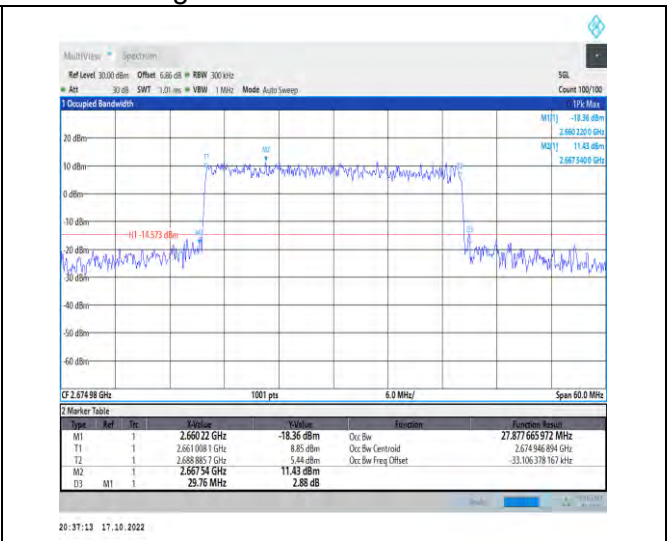 MultiView Spectrum
Ref Level 30.00 dBm Offset 6.86 dB RBW 300 kHz SGL
Att 30 dB SWT 1.01 ms VBW 1 MHz Mode Auto Sweep Count 100/100
1 Occupied Bandwidth 1Pk Max
M1[1] -18.36 dBm
2.660 220 0 GHz
M2[1] 11.43 dBm
2.667 540 0 GHz
20 dBm
M2
T1
10 dBm
0 dBm
-10 dBm
H1 -14.573 dBm
M1
D3
-20 dBm
-30 dBm
-40 dBm
-50 dBm
-60 dBm
CF 2.674 98 GHz 1001 pts 6.0 MHz/ Span 60.0 MHz
2 Marker Table
Type Ref Trc X-Value Y-Value Function Function Result
M1 1 2.660 22 GHz -18.36 dBm Occ Bw 27.877 665 972 MHz
T1 1 2.661 008 1 GHz 8.85 dBm Occ Bw Centroid 2.674 946 894 GHz
T2 1 2.688 885 7 GHz 5.44 dBm Occ Bw Freq Offset -33.106 378 167 kHz
M2 1 2.667 54 GHz 11.43 dBm
D3 M1 1 29.76 MHz 2.88 dB
20:37:13 17.10.2022